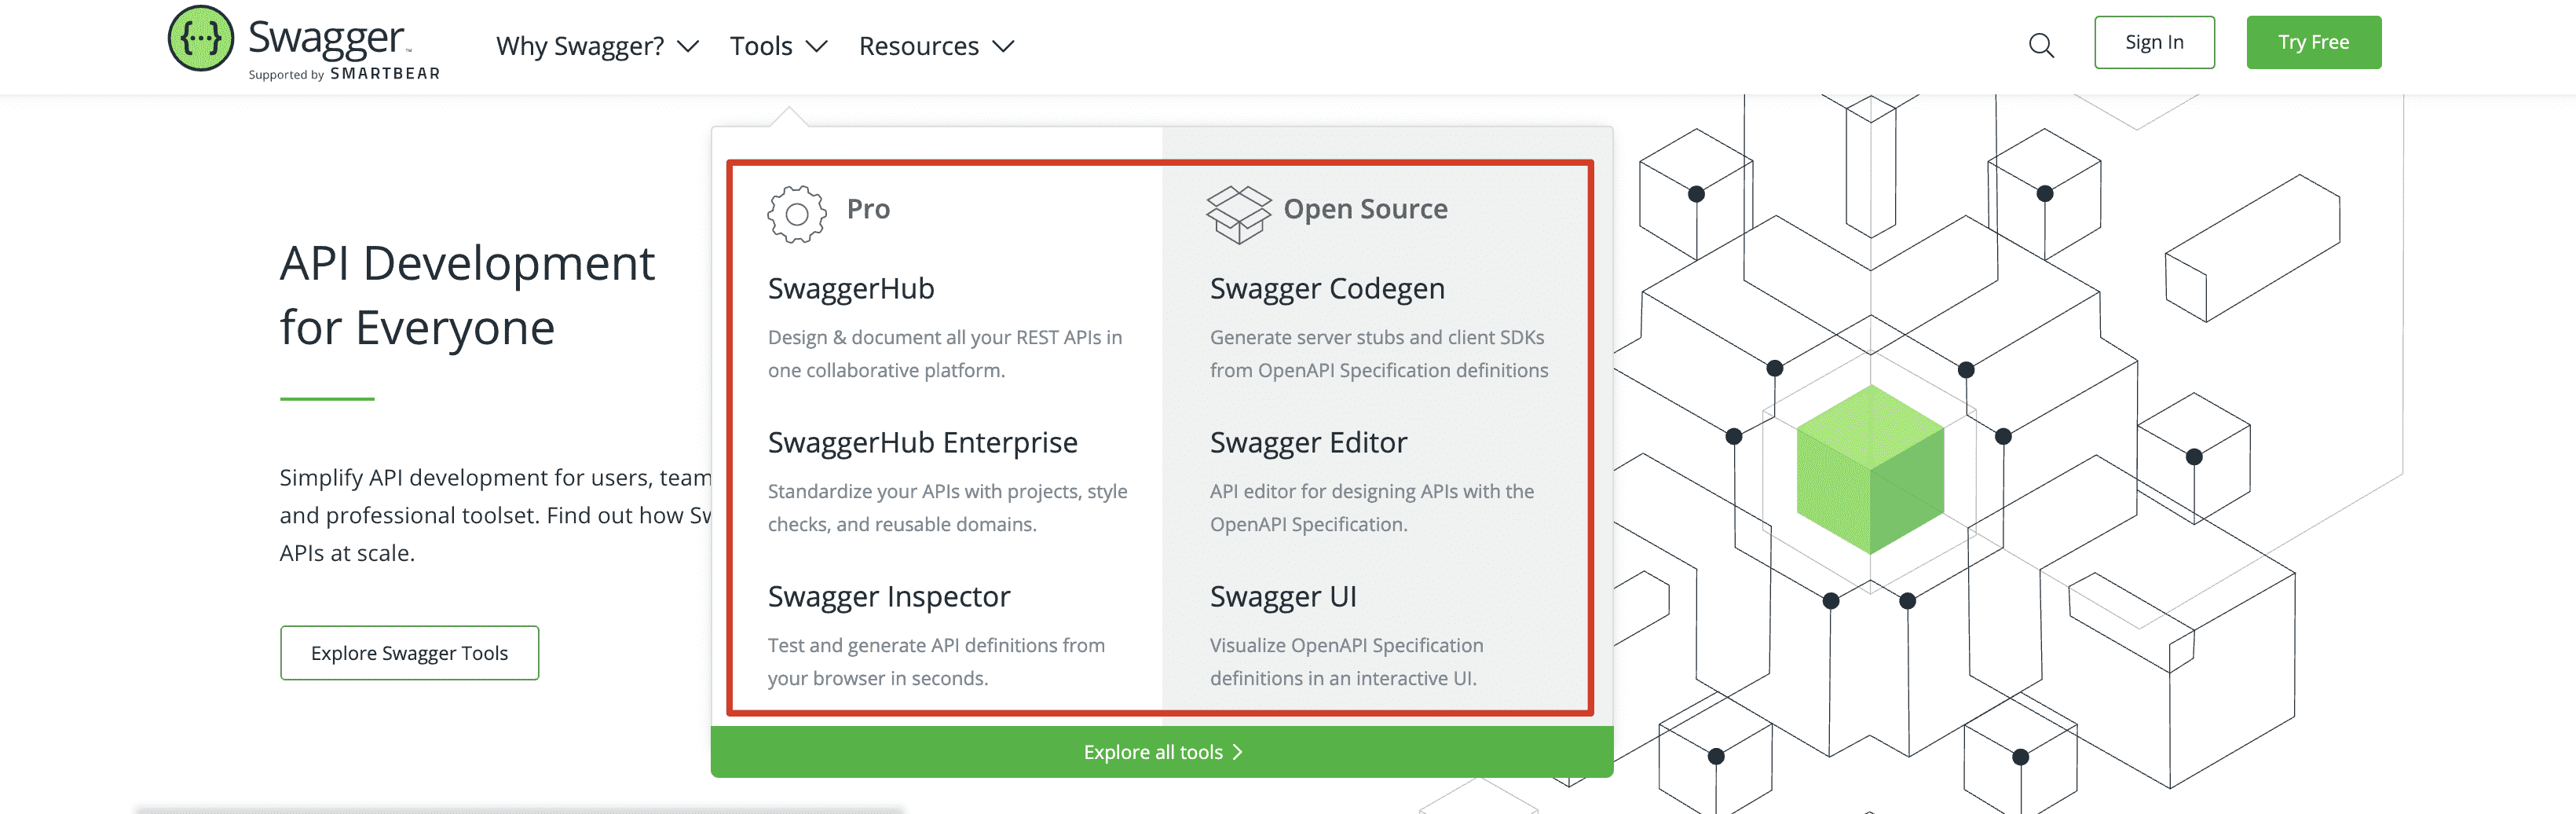 {...} Swagger™
Supported by SMARTBEAR
Why Swagger? Tools Resources
Sign In
Try Free
API Development
for Everyone
Simplify API development for users, team
and professional toolset. Find out how Sw
APIs at scale.
Explore Swagger Tools
Pro
SwaggerHub
Design & document all your REST APIs in
one collaborative platform.
SwaggerHub Enterprise
Standardize your APIs with projects, style
checks, and reusable domains.
Swagger Inspector
Test and generate API definitions from
your browser in seconds.
Open Source
Swagger Codegen
Generate server stubs and client SDKs
from OpenAPI Specification definitions
Swagger Editor
API editor for designing APIs with the
OpenAPI Specification.
Swagger UI
Visualize OpenAPI Specification
definitions in an interactive UI.
Explore all tools